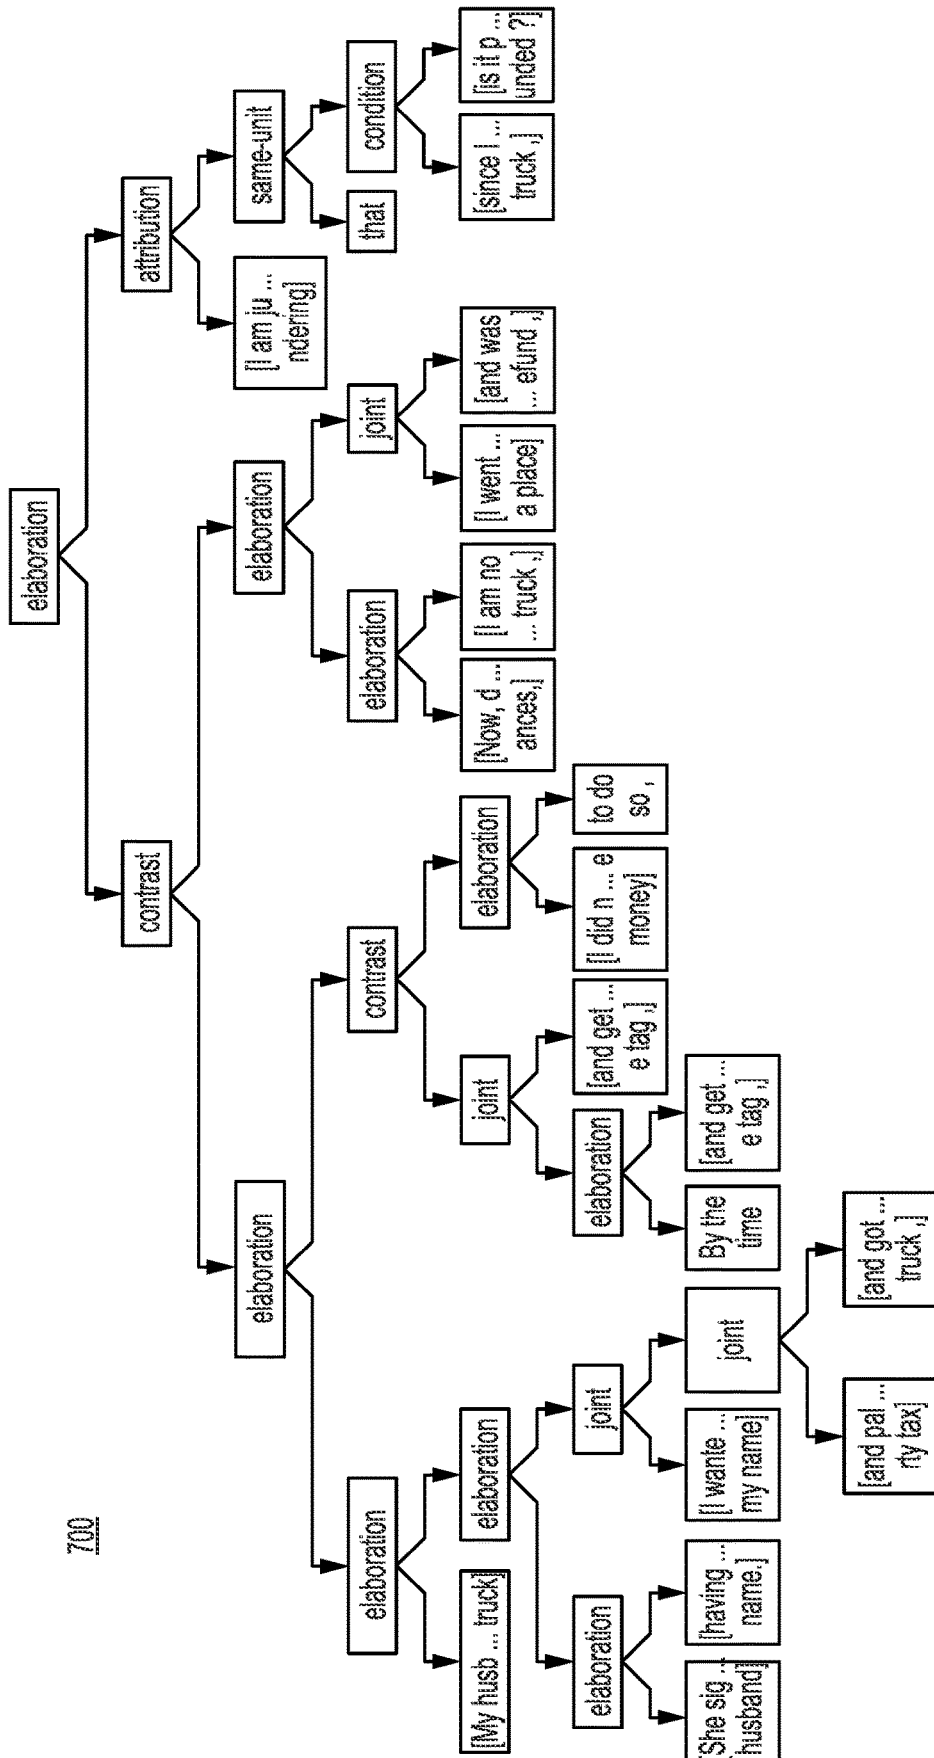 700
elaboration
contrast
attribution
elaboration
elaboration
[I am ju ...
ndering]
same-unit
elaboration
contrast
elaboration
joint
that
condition
[My husb ... truck]
elaboration
joint
elaboration
[Now, d ...
ances,]
[I am no
... truck ,]
[I went ...
a place]
[and was
... efund ,]
[since I ...
truck ,]
[is it p ...
unded ?]
elaboration
joint
elaboration
[and get ...
e tag ,]
[I did n ... e
money]
to do
so ,
[She sig ...
husband]
[having ...
name.]
[I wante ...
my name]
joint
By the
time
[and get ...
e tag ,]
[and pal ...
rty tax]
[and got ...
truck ,]